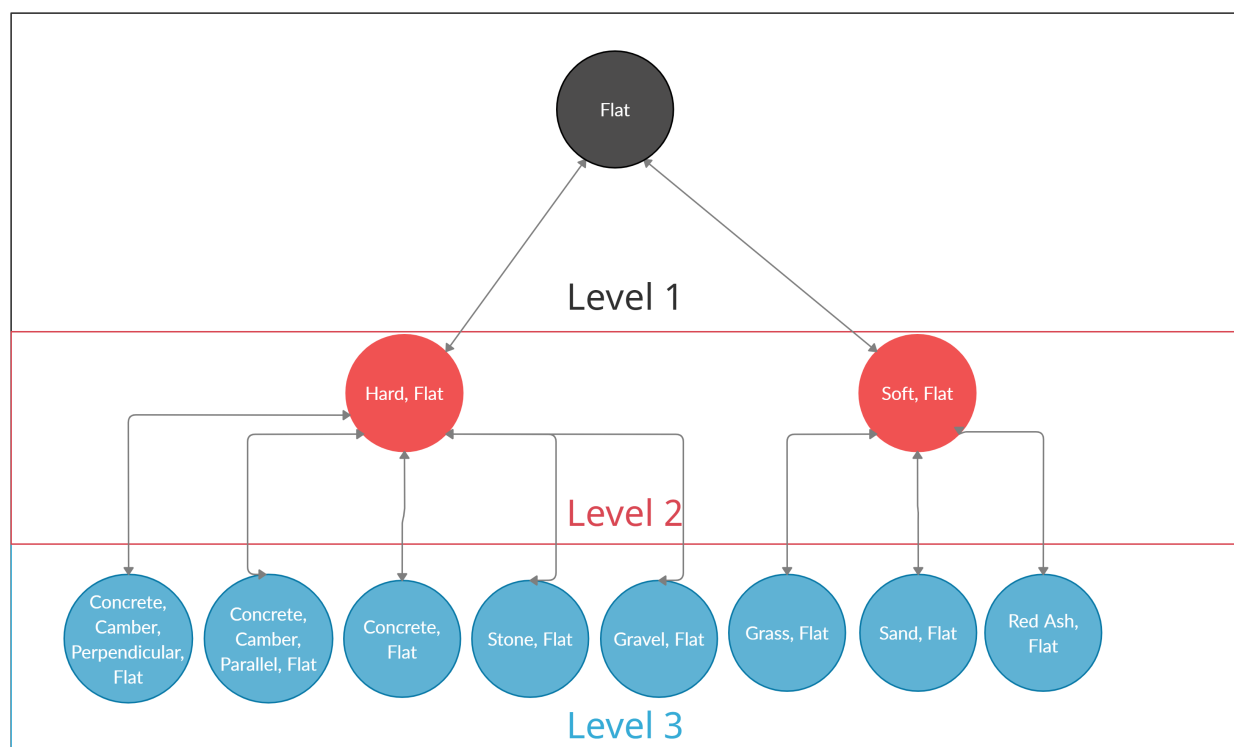 Flat
Level 1
Hard, Flat
Soft, Flat
Level 2
Concrete,
Camber,
Perpendicular,
Flat
Concrete,
Camber,
Parallel, Flat
Concrete,
Flat
Stone, Flat
Gravel, Flat
Grass, Flat
Sand, Flat
Red Ash,
Flat
Level 3